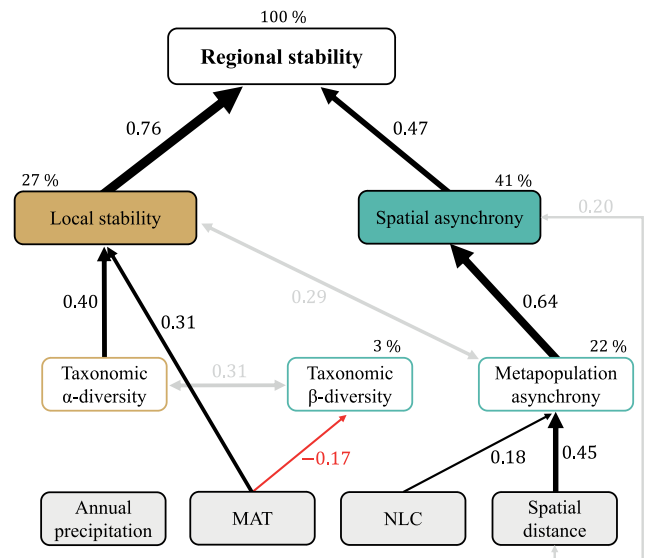 100 %
Regional stability
0.76
0.47
27 %
41 %
Local stability
Spatial asynchrony
0.20
0.40
0.31
0.29
0.64
3 %
22 %
Taxonomic
α-diversity
0.31
Taxonomic
β-diversity
Metapopulation
asynchrony
−0.17
0.18
0.45
Annual
precipitation
MAT
NLC
Spatial
distance